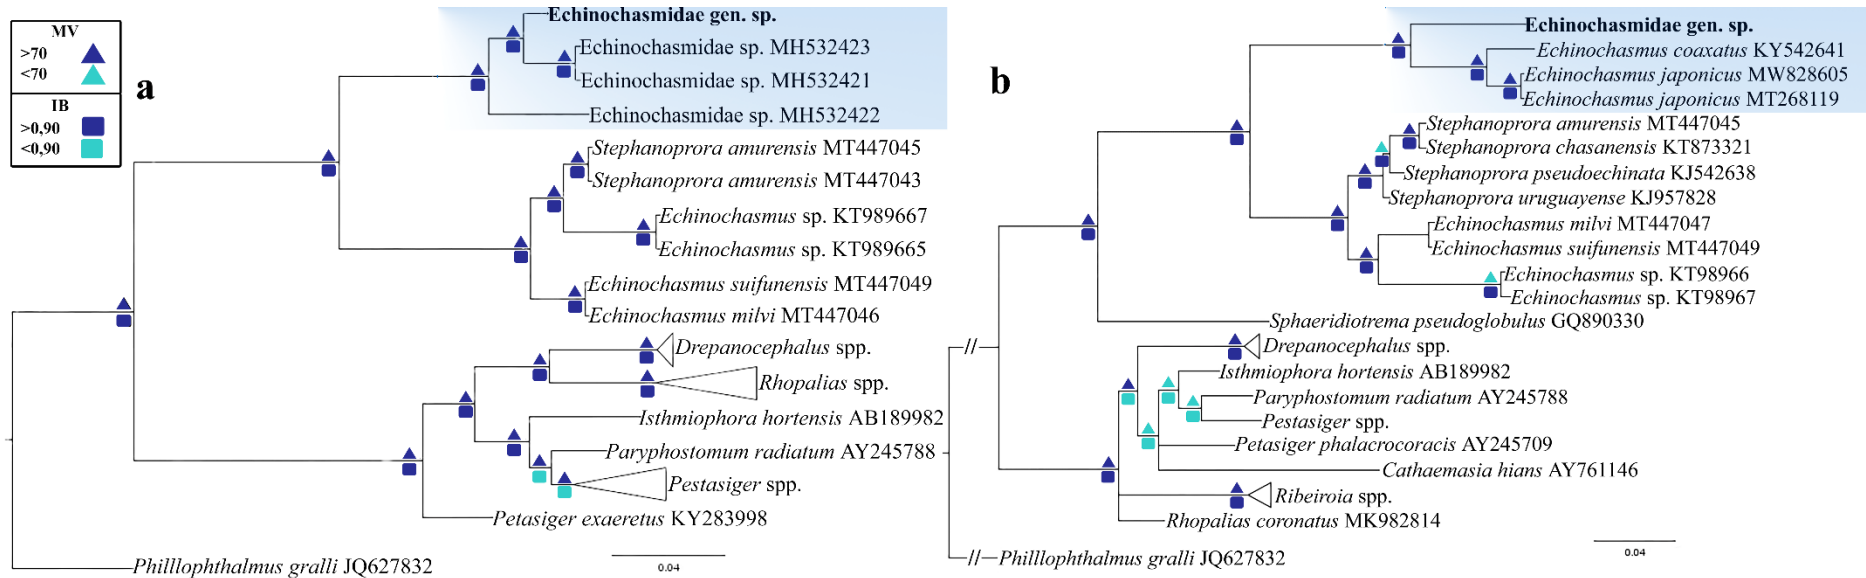 MV
>70
<70
IB
>0,90
<0,90
a
Echinochasmidae gen. sp.
Echinochasmidae sp. MH532423
Echinochasmidae sp. MH532421
Echinochasmidae sp. MH532422
Stephanoprora amurensis MT447045
Stephanoprora amurensis MT447043
Echinochasmus sp. KT989667
Echinochasmus sp. KT989665
Echinochasmus suifunensis MT447049
Echinochasmus milvi MT447046
Drepanocephalus spp.
Rhopalias spp.
Isthmiophora hortensis AB189982
Paryphostomum radiatum AY245788
Pestasiger spp.
Petasiger exaeretus KY283998
Philllophthalmus gralli JQ627832
0.04
b
Echinochasmidae gen. sp.
Echinochasmus coaxatus KY542641
Echinochasmus japonicus MW828605
Echinochasmus japonicus MT268119
Stephanoprora amurensis MT447045
Stephanoprora chasanensis KT873321
Stephanoprora pseudoechinata KJ542638
Stephanoprora uruguayense KJ957828
Echinochasmus milvi MT447047
Echinochasmus suifunensis MT447049
Echinochasmus sp. KT98966
Echinochasmus sp. KT98967
Sphaeridiotrema pseudoglobulus GQ890330
Drepanocephalus spp.
Isthmiophora hortensis AB189982
Paryphostomum radiatum AY245788
Pestasiger spp.
Petasiger phalacrocoracis AY245709
Cathaemasia hians AY761146
Ribeiroia spp.
Rhopalias coronatus MK982814
Philllophthalmus gralli JQ627832
0.04